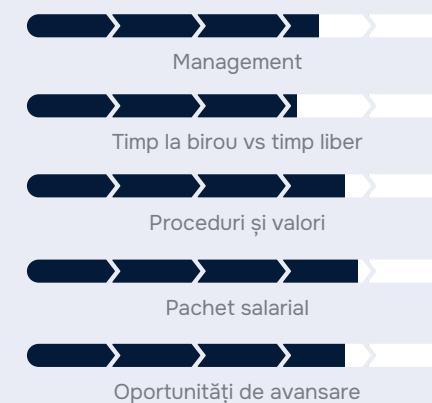 Management
Timp la birou vs timp liber
Proceduri și valori
Pachet salarial
Oportunități de avansare